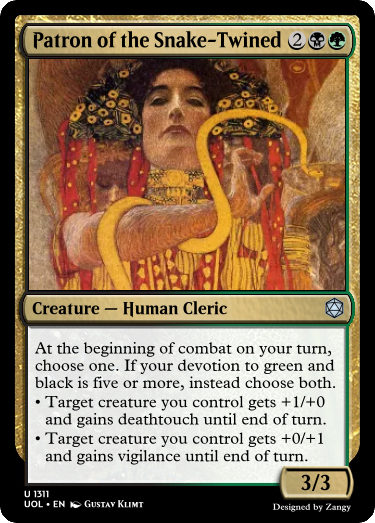 Patron of the Snake-Twined 2
Creature — Human Cleric
At the beginning of combat on your turn,
choose one. If your devotion to green and
black is five or more, instead choose both.
• Target creature you control gets +1/+0
and gains deathtouch until end of turn.
• Target creature you control gets +0/+1
and gains vigilance until end of turn.
3/3
U 1311
UOL • EN Gustav Klimt
Designed by Zangy